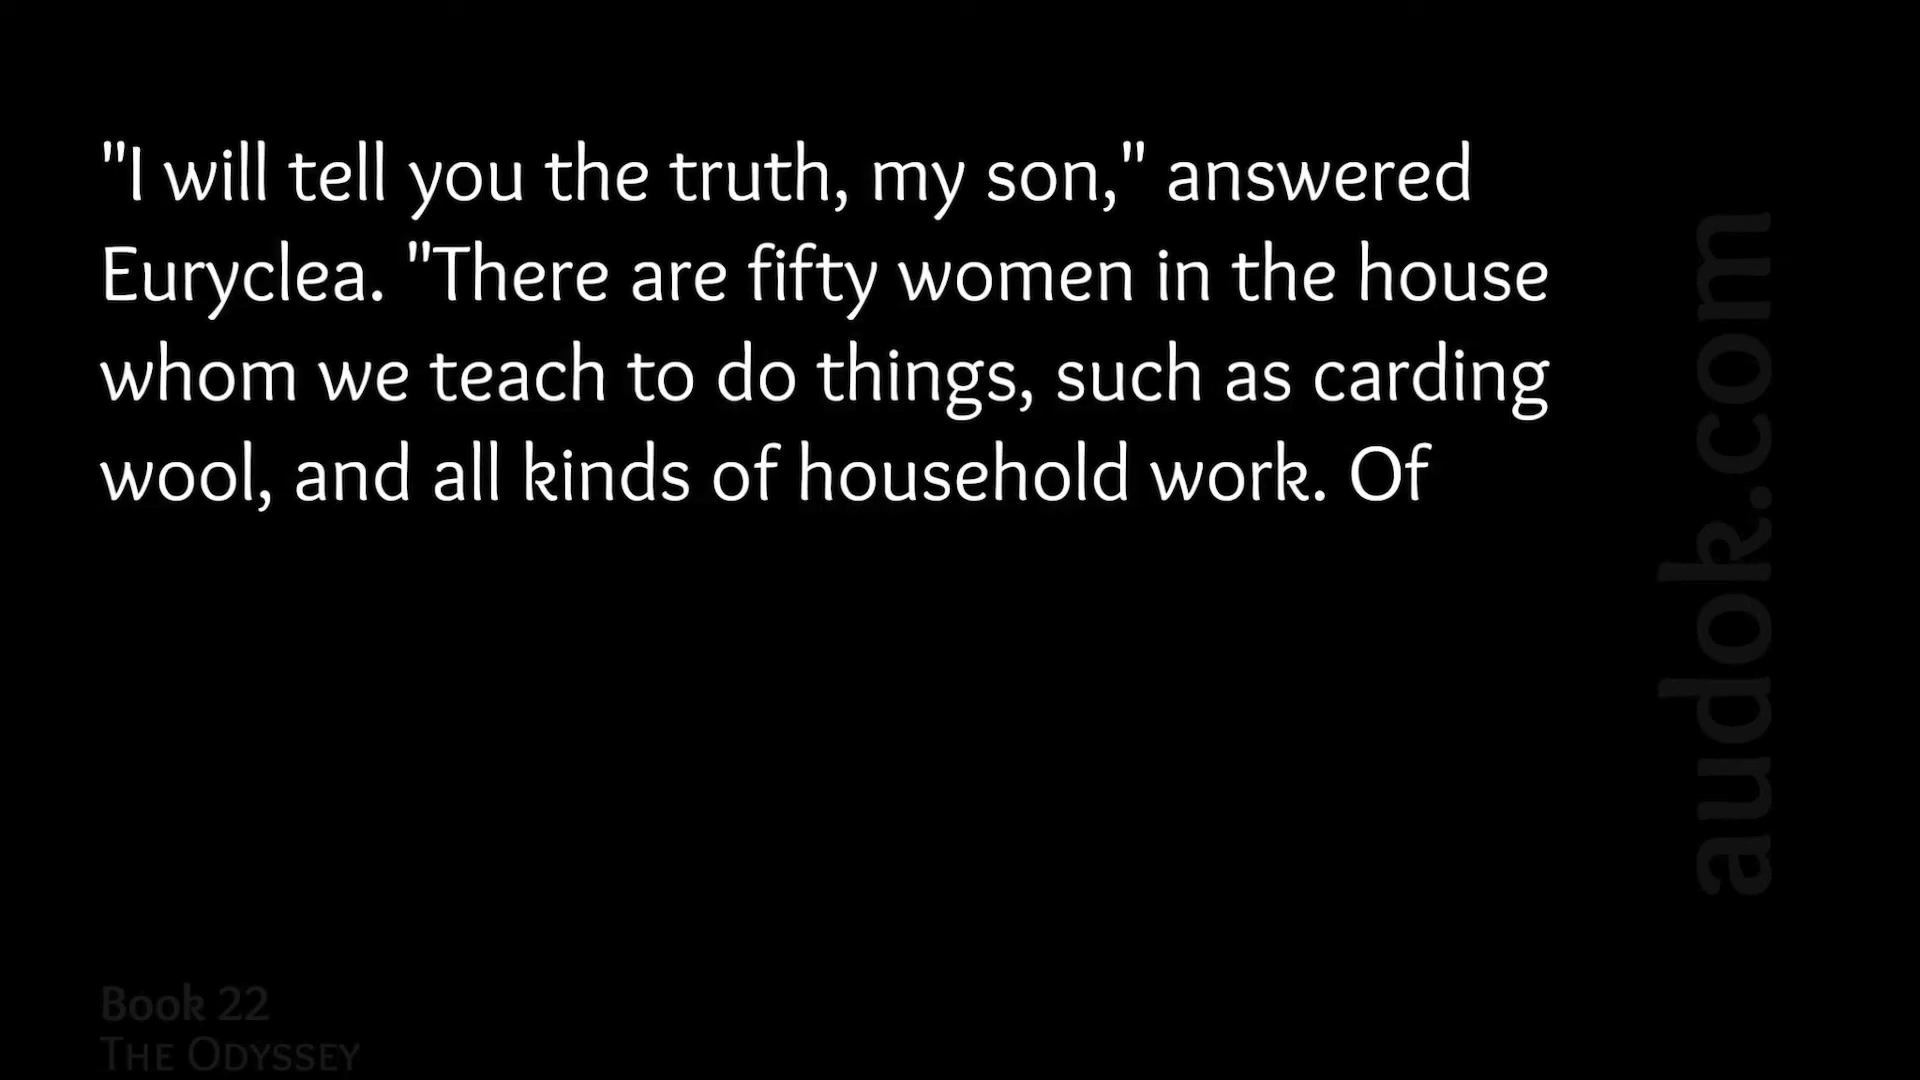 "I will tell you the truth, my son," answered
Euryclea. "There are fifty women in the house
whom we teach to do things, such as carding
wool, and all kinds of household work. Of
audok.com
Book 22
THE ODYSSEY